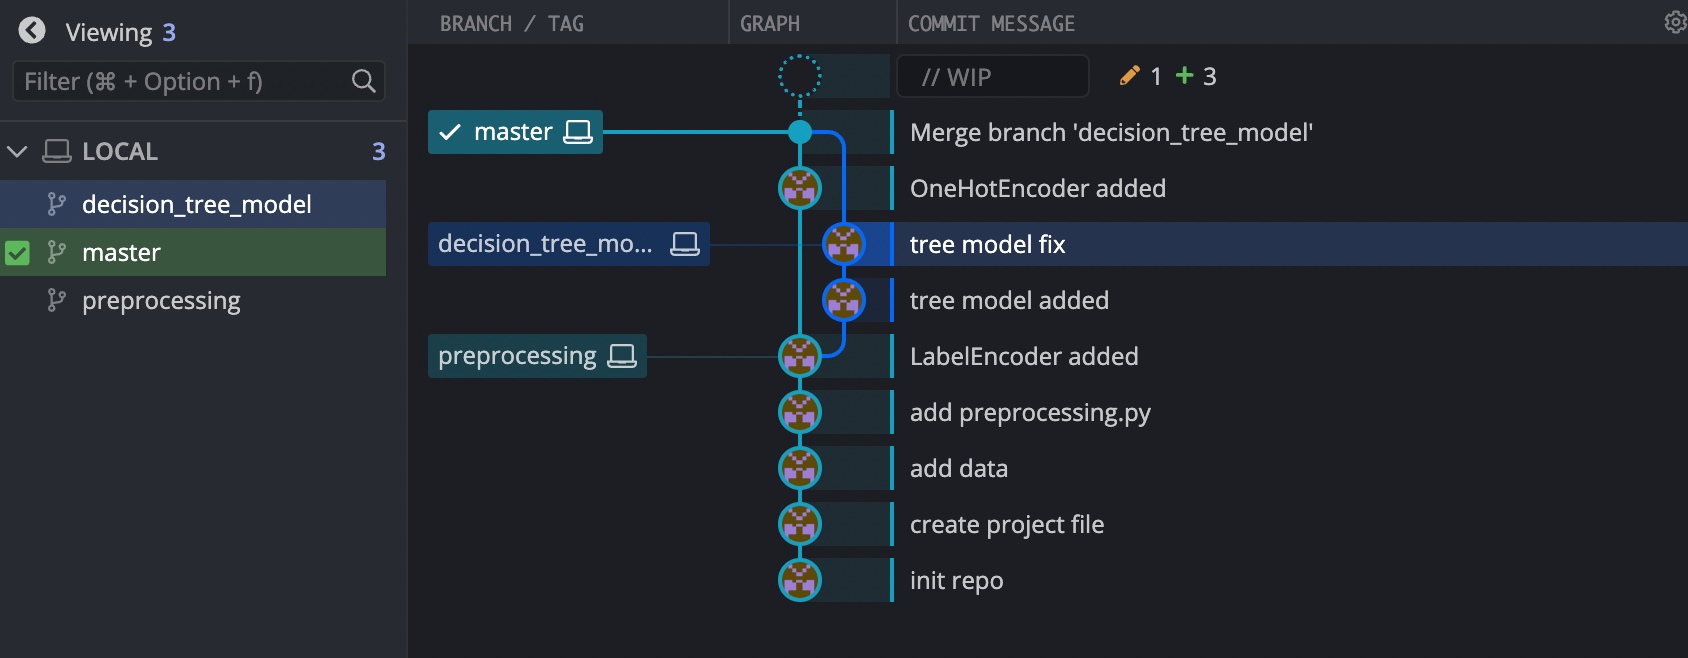 Viewing 3
Filter (⌘ + Option + f)
LOCAL 3
decision_tree_model
master
preprocessing
BRANCH / TAG GRAPH COMMIT MESSAGE
// WIP 1 + 3
master Merge branch 'decision_tree_model'
OneHotEncoder added
decision_tree_mo... tree model fix
tree model added
preprocessing LabelEncoder added
add preprocessing.py
add data
create project file
init repo